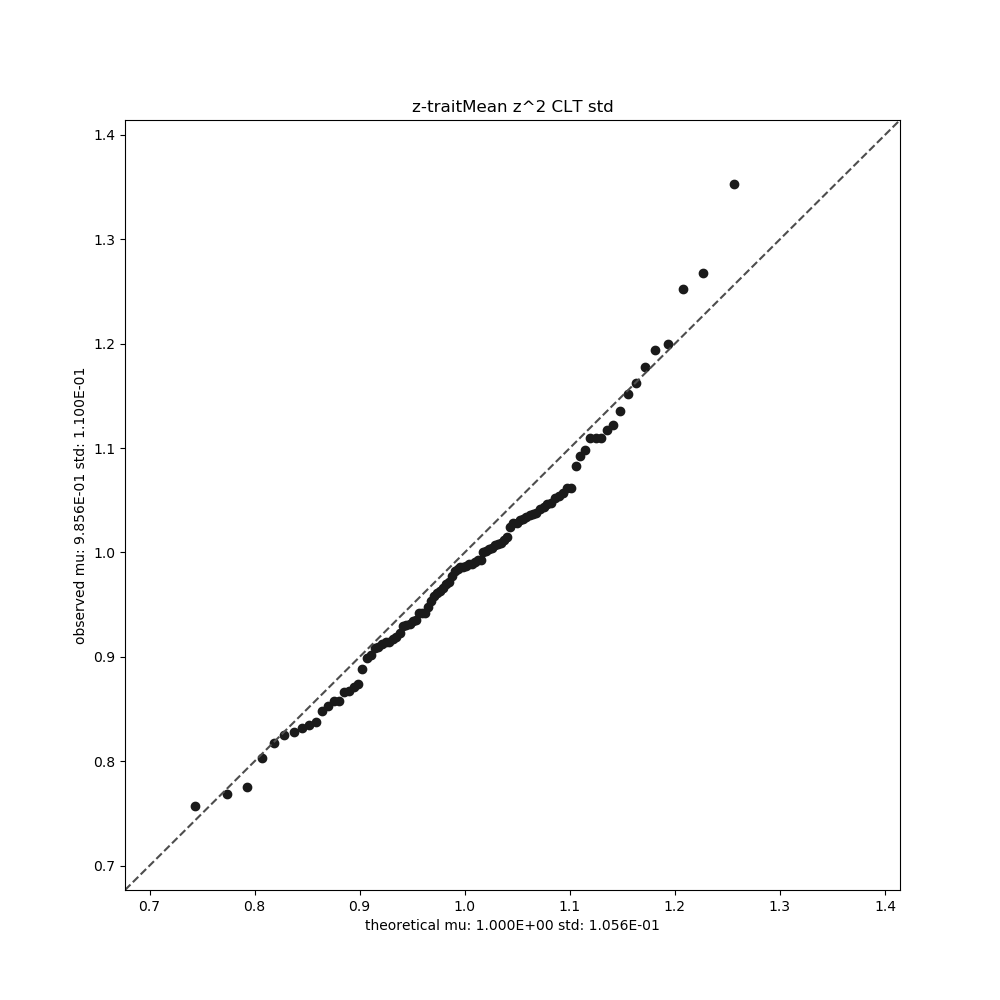 z-traitMean z^2 CLT std
1.4
1.3
1.2
1.1
1.0
0.9
0.8
0.7
observed mu: 9.856E-01 std: 1.100E-01
0.7 0.8 0.9 1.0 1.1 1.2 1.3 1.4
theoretical mu: 1.000E+00 std: 1.056E-01